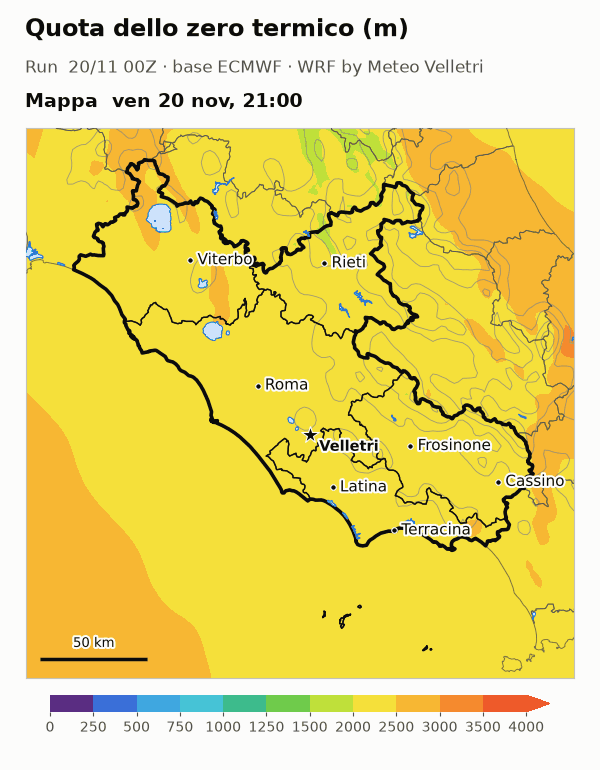 Quota dello zero termico (m)
Run  20/11 00Z · base ECMWF · WRF by Meteo Velletri
Mappa  ven 20 nov, 21:00
Viterbo
Rieti
Roma
Velletri
Frosinone
Cassino
Latina
Terracina
50 km
0 250 500 750 1000 1250 1500 2000 2500 3000 3500 4000